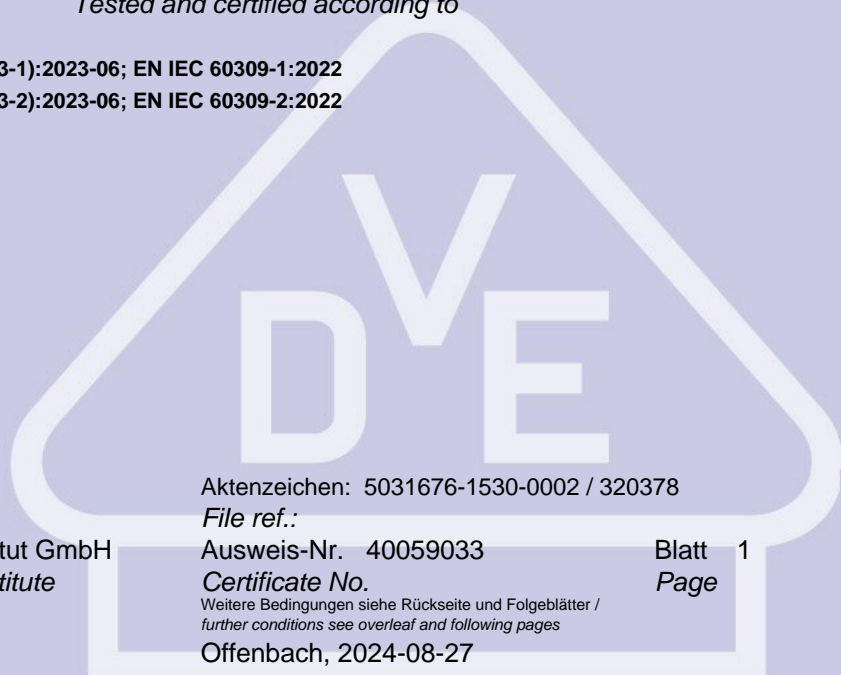 Tested and certified according to
3-1):2023-06; EN IEC 60309-1:2022
3-2):2023-06; EN IEC 60309-2:2022
VDE
Aktenzeichen: 5031676-1530-0002 / 320378
File ref.:
tut GmbH Ausweis-Nr. 40059033 Blatt 1
titute Certificate No. Page
Weitere Bedingungen siehe Rückseite und Folgeblätter /
further conditions see overleaf and following pages
Offenbach, 2024-08-27